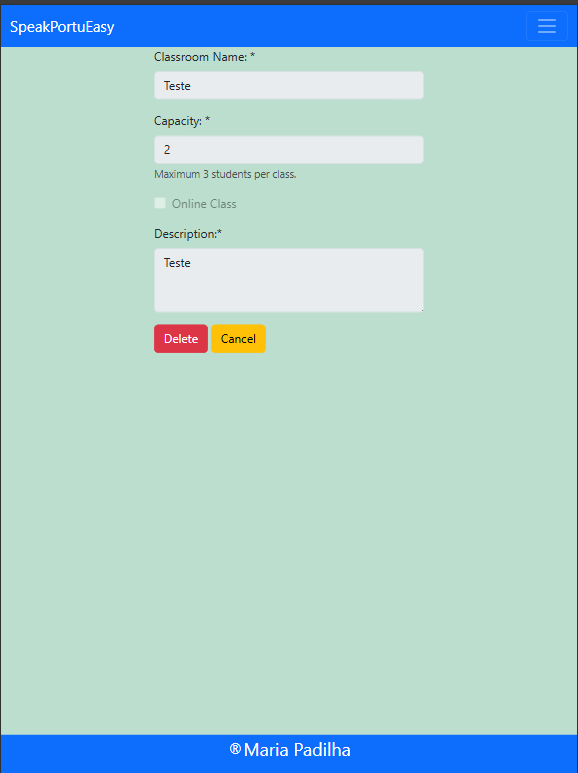 SpeakPortuEasy
Classroom Name: *
Teste
Capacity: *
2
Maximum 3 students per class.
Online Class
Description:*
Teste
Delete Cancel
®Maria Padilha